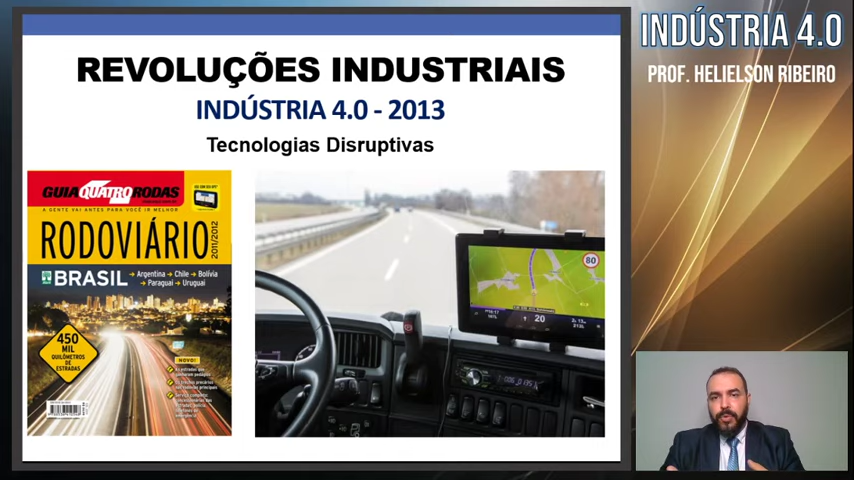 REVOLUÇÕES INDUSTRIAIS
INDÚSTRIA 4.0 - 2013
Tecnologias Disruptivas
INDÚSTRIA 4.0
PROF. HELIELSON RIBEIRO
GUIA QUATRO RODAS
A GENTE VAI ANTES PARA VOCÊ IR MELHOR
RODOVIÁRIO 2011/2012
BRASIL
Argentina Chile Bolívia
Paraguai Uruguai
450
MIL
QUILÔMETROS
DE
ESTRADAS
NOVO!
80
20